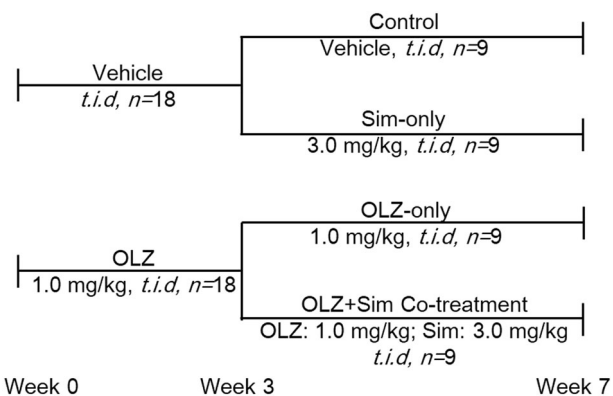 Control
Vehicle, t.i.d, n=9
Vehicle
t.i.d, n=18
Sim-only
3.0 mg/kg, t.i.d, n=9
OLZ-only
1.0 mg/kg, t.i.d, n=9
OLZ
1.0 mg/kg, t.i.d, n=18
OLZ+Sim Co-treatment
OLZ: 1.0 mg/kg; Sim: 3.0 mg/kg
t.i.d, n=9
Week 0 Week 3 Week 7